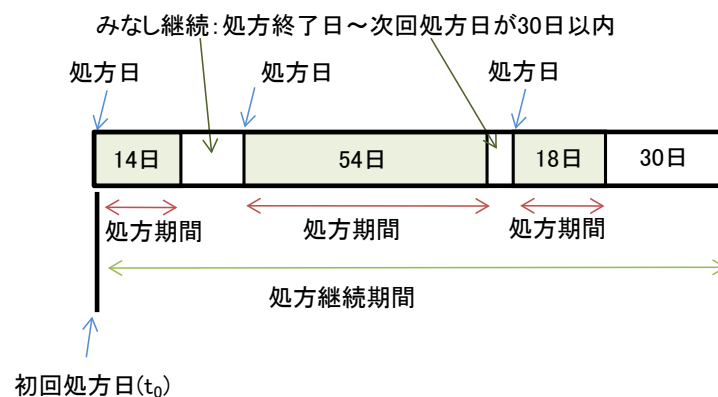 みなし継続:処方終了日～次回処方日が30日以内
処方日
処方日
処方日
14日
54日
18日
30日
処方期間
処方期間
処方期間
処方継続期間
初回処方日(t0)